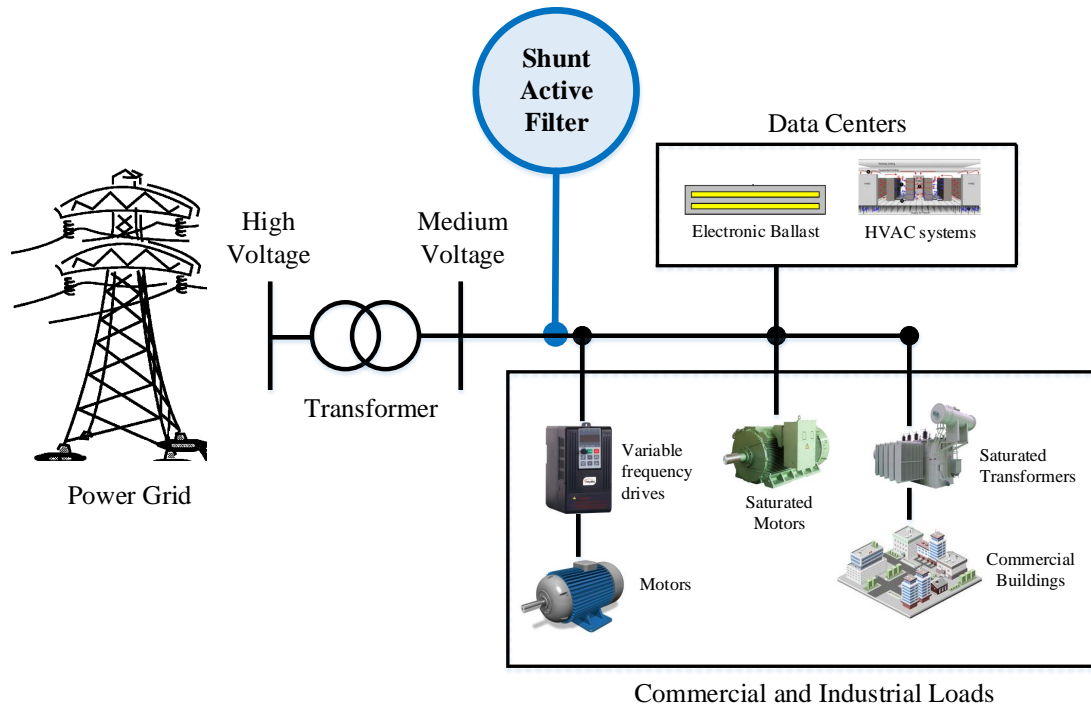 Shunt
Active
Filter
Data Centers
Electronic Ballast
HVAC systems
High
Voltage
Medium
Voltage
Transformer
Power Grid
Variable
frequency
drives
Motors
Saturated
Motors
Saturated
Transformers
Commercial
Buildings
Commercial and Industrial Loads